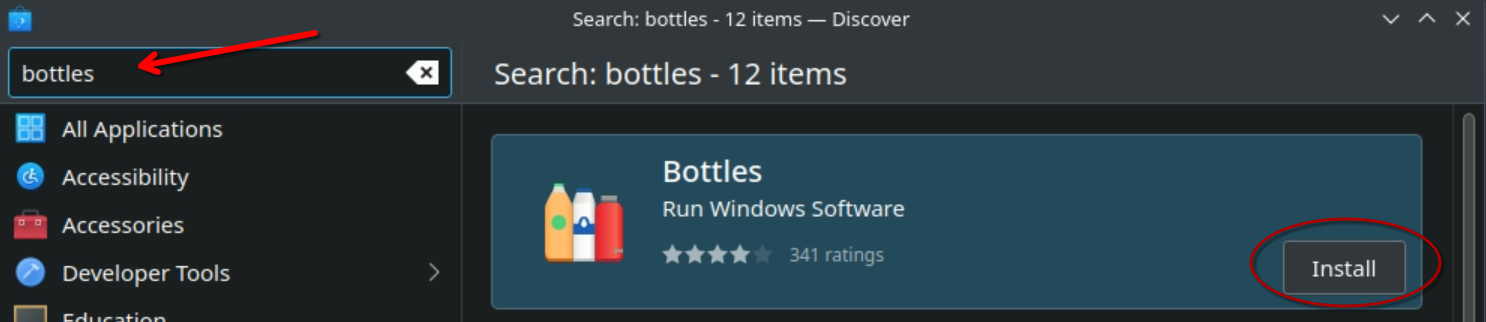 Search: bottles - 12 items — Discover
bottles
Search: bottles - 12 items
All Applications
Accessibility
Accessories
Developer Tools
Education
Bottles
Run Windows Software
341 ratings
Install